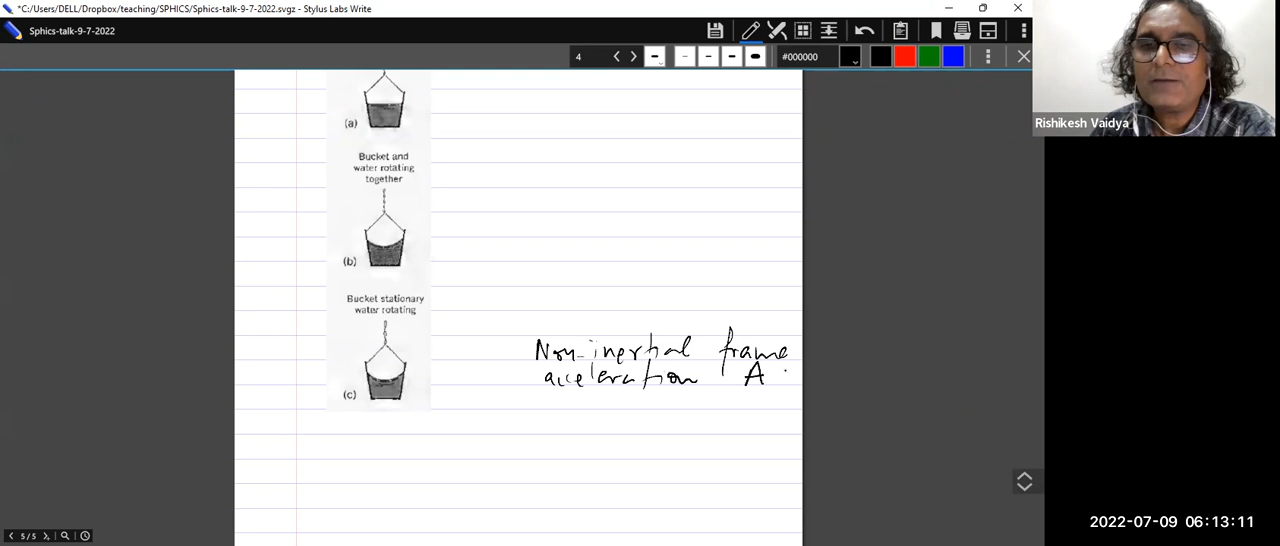 *C:/Users/DELL/Dropbox/teaching/SPHICS/Sphics-talk-9-7-2022.svgz - Stylus Labs Write
Sphics-talk-9-7-2022
4
#000000
Rishikesh Vaidya
(a)
Bucket and
water rotating
together
(b)
Bucket stationary
water rotating
(c)
Non-inertial frame
acceleration A
5/5
2022-07-09 06:13:11